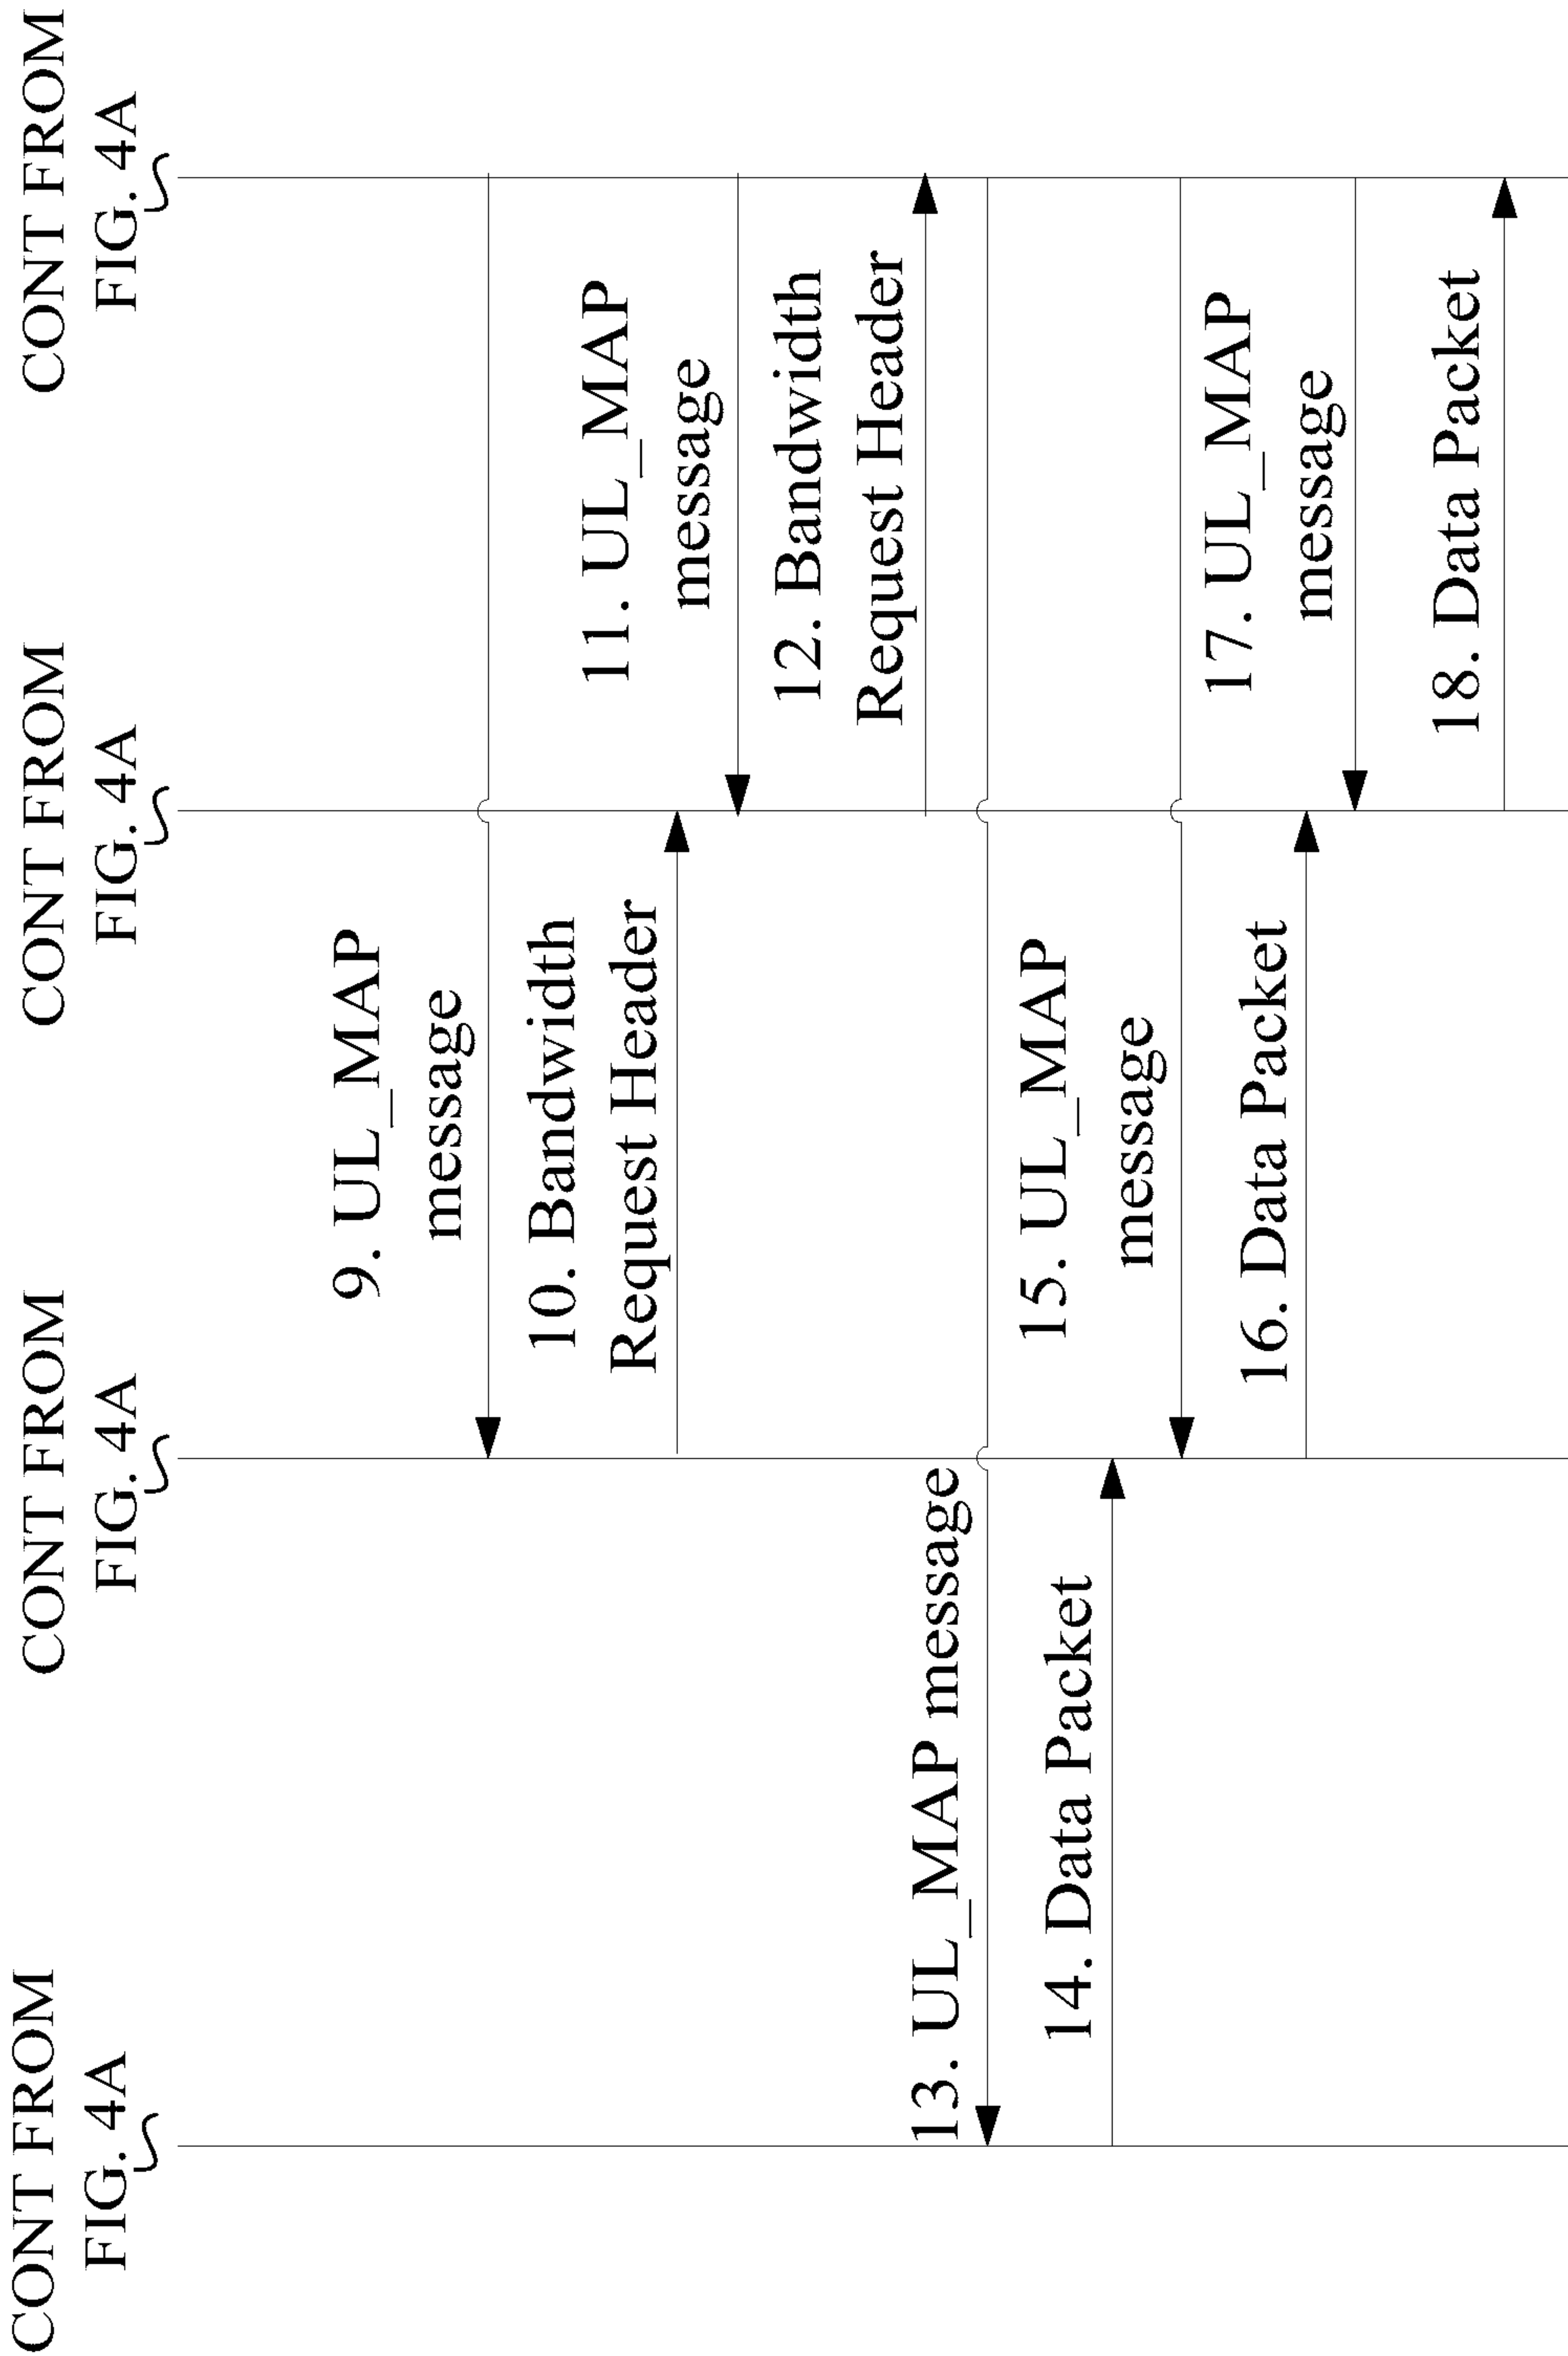 CONT FROM
FIG. 4A
CONT FROM
FIG. 4A
CONT FROM
FIG. 4A
CONT FROM
FIG. 4A
9. UL_MAP
message
10. Bandwidth
Request Header
11. UL_MAP
message
12. Bandwidth
Request Header
13. UL_MAP message
14. Data Packet
15. UL_MAP
message
16. Data Packet
17. UL_MAP
message
18. Data Packet